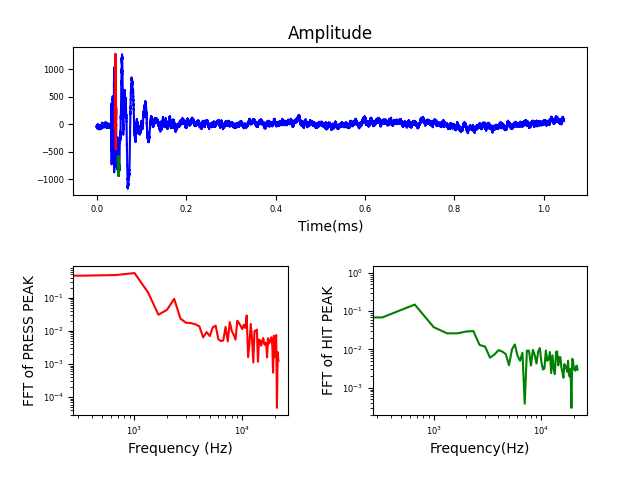 Amplitude
1000
500
0
−500
−1000
0.0 0.2 0.4 0.6 0.8 1.0
Time(ms)
FFT of PRESS PEAK
10⁻¹
10⁻²
10⁻³
10⁻⁴
10³ 10⁴
Frequency (Hz)
FFT of HIT PEAK
10⁰
10⁻¹
10⁻²
10⁻³
10³ 10⁴
Frequency(Hz)